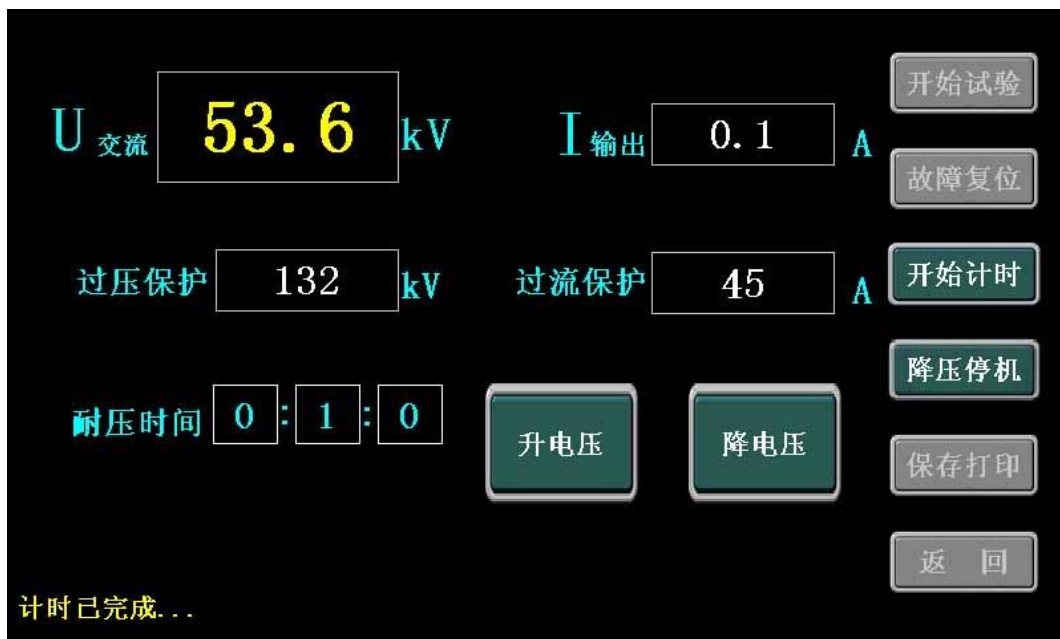 U 交流 53.6 kV I 输出 0.1 A
开始试验
故障复位
过压保护 132 kV 过流保护 45 A
开始计时
降压停机
耐压时间 0:1:0 升电压 降电压
保存打印
返 回
计时已完成...